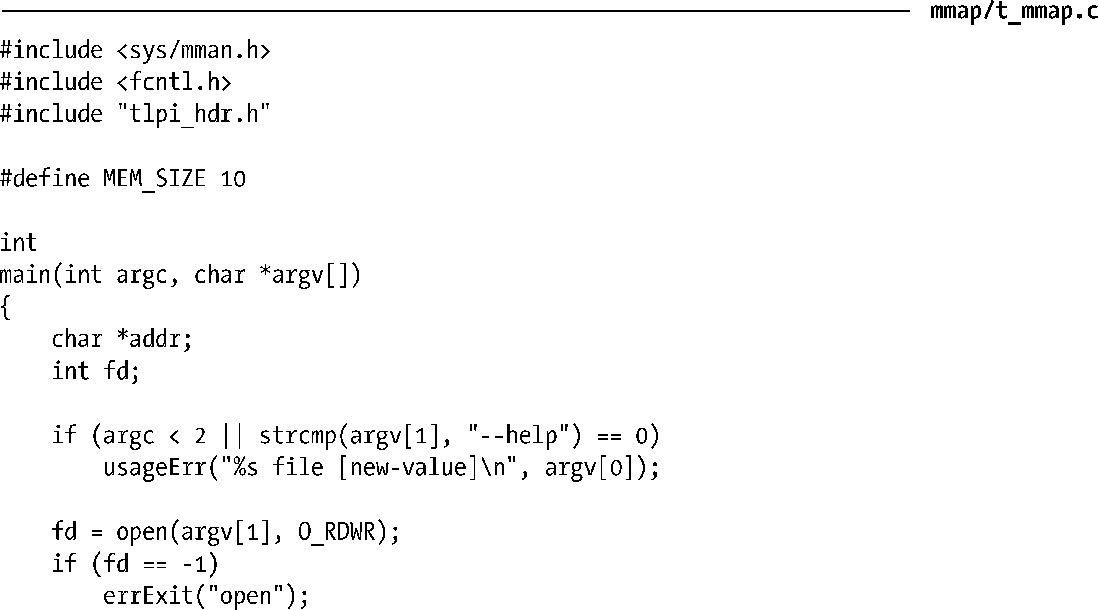 mmap/t_mmap.c
#include <sys/mman.h>
#include <fcntl.h>
#include "tlpi_hdr.h"
#define MEM_SIZE 10
int
main(int argc, char *argv[])
{
    char *addr;
    int fd;
    if (argc < 2 || strcmp(argv[1], "--help") == 0)
        usageErr("%s file [new-value]\n", argv[0]);
    fd = open(argv[1], O_RDWR);
    if (fd == -1)
        errExit("open");